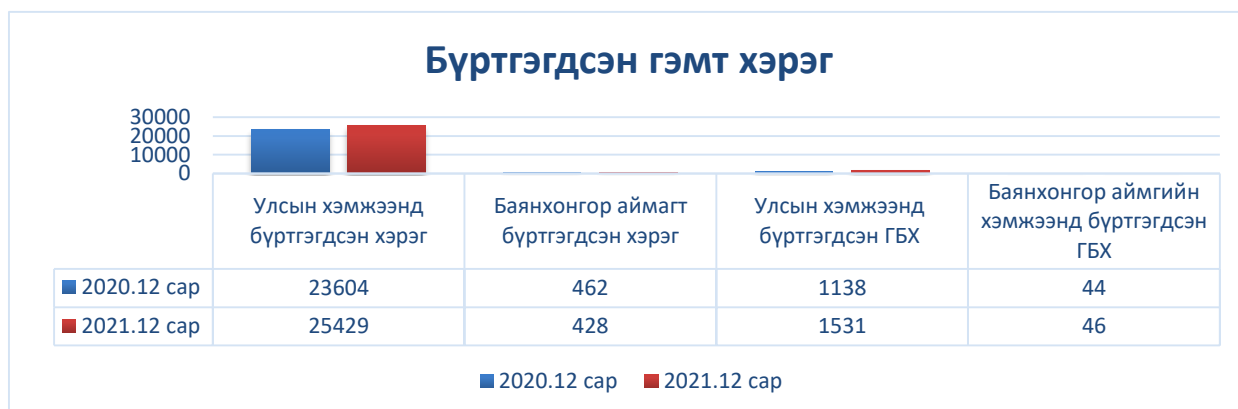 Бүртгэгдсэн гэмт хэрэг
30000
20000
10000
0
Улсын хэмжээнд
бүртгэгдсэн хэрэг
Баянхонгор аймагт
бүртгэгдсэн хэрэг
Улсын хэмжээнд
бүртгэгдсэн ГБХ
Баянхонгор аймгийн
хэмжээнд бүртгэгдсэн
ГБХ
2020.12 сар 23604 462 1138 44
2021.12 сар 25429 428 1531 46
2020.12 сар 2021.12 сар